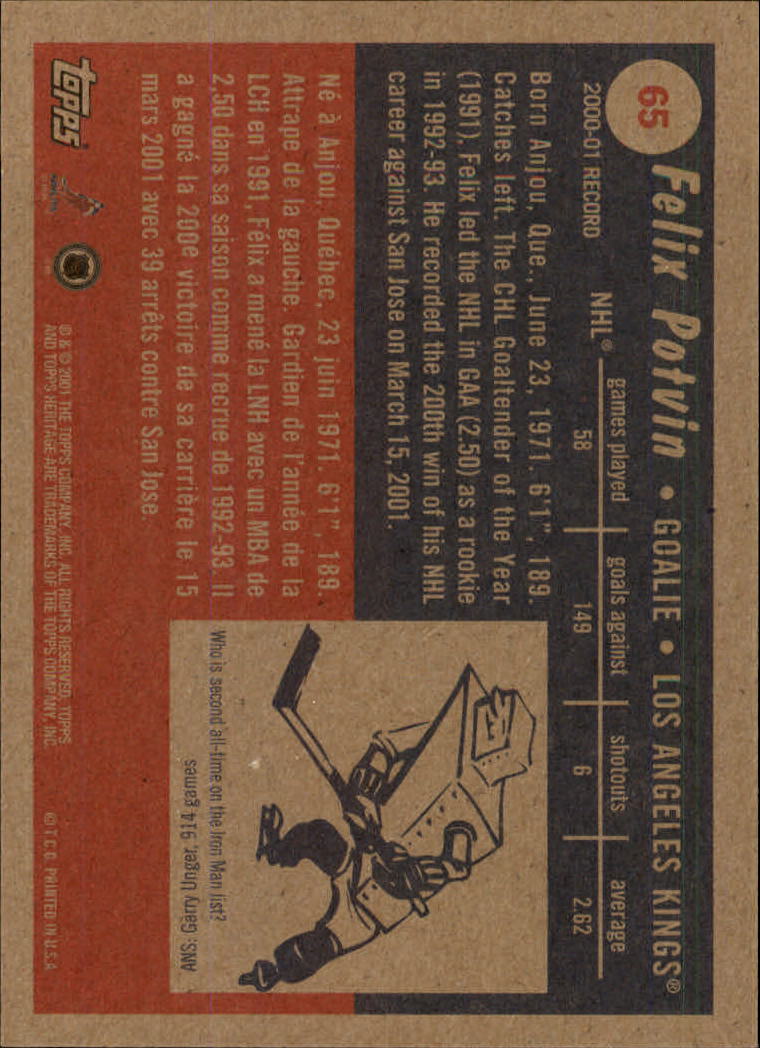 65
Felix Potvin • GOALIE • LOS ANGELES KINGS®
2000-01 RECORD
games played goals against shutouts average
NHL® 58 149 6 2.62
Born Anjou, Que., June 23, 1971. 6'1", 189.
Catches left. The CHL Goaltender of the Year
(1991), Felix led the NHL in GAA (2.50) as a rookie
in 1992-93. He recorded the 200th win of his NHL
career against San Jose on March 15, 2001.
Né à Anjou, Québec, 23 juin 1971. 6'1", 189.
Attrape de la gauche. Gardien de l'année de la
LCH en 1991, Félix a mené la LNH avec un MBA de
2,50 dans sa saison comme recrue de 1992-93. Il
a gagné la 200e victoire de sa carrière le 15
mars 2001 avec 39 arrêts contre San Jose.
Who is second all-time on the Iron Man list?
ANS: Garry Unger, 914 games
topps®
® & © 2001 THE TOPPS COMPANY, INC. ALL RIGHTS RESERVED. TOPPS
AND TOPPS HERITAGE ARE TRADEMARKS OF THE TOPPS COMPANY, INC.
© T.C.G. PRINTED IN U.S.A.